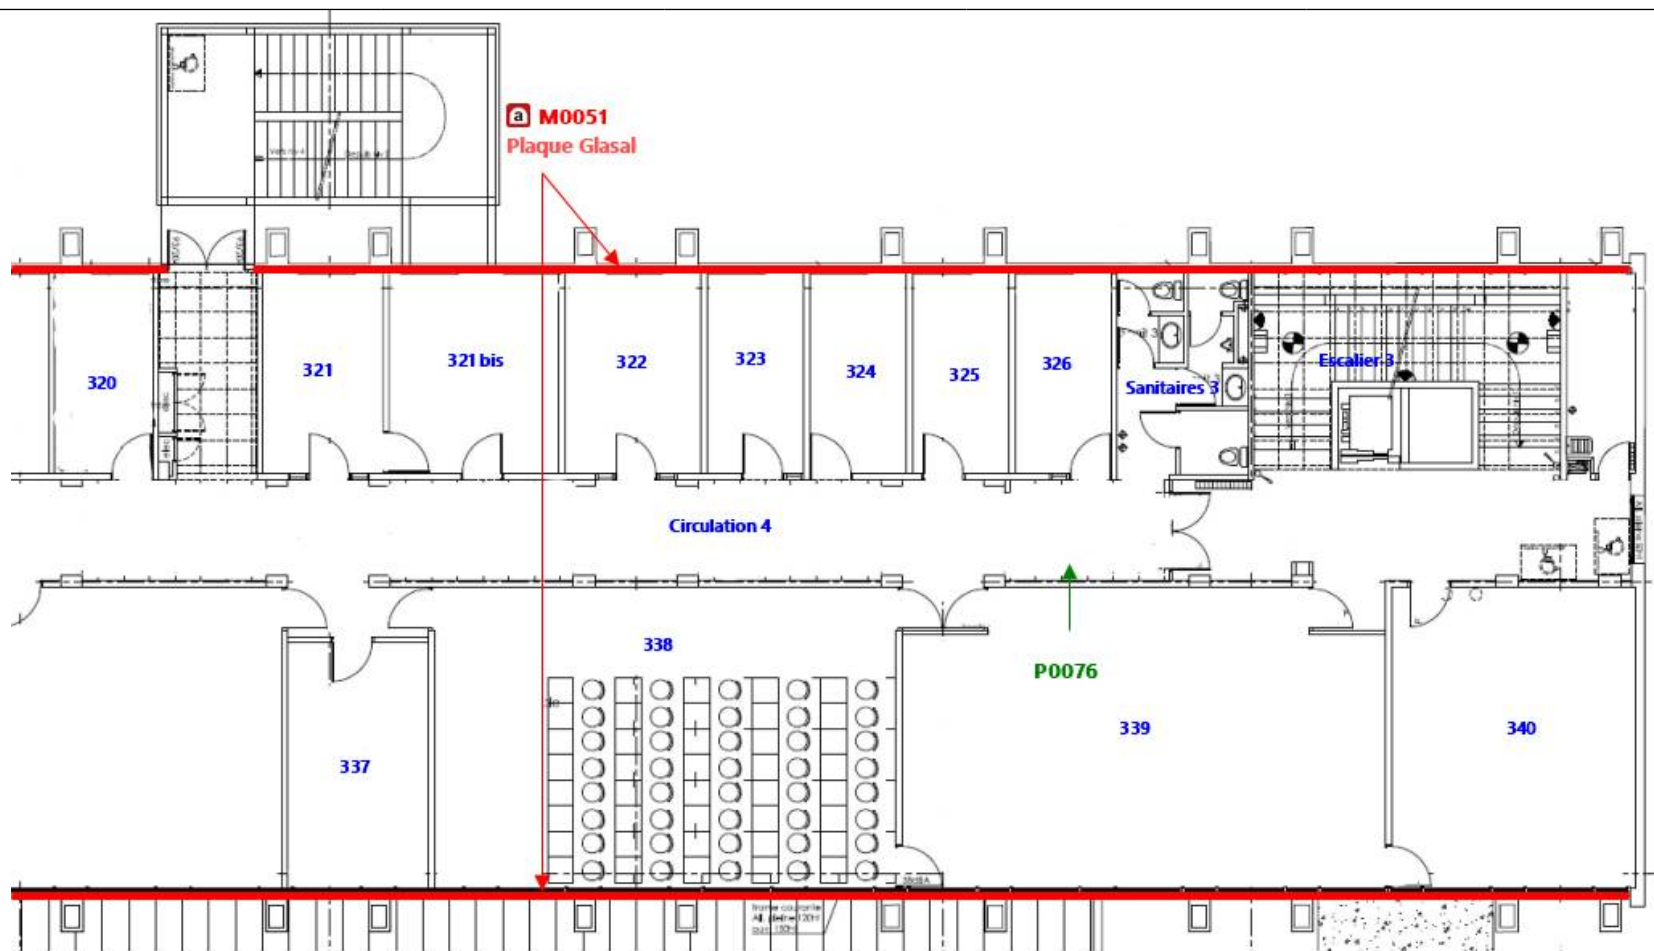 a M0051
Plaque Glasal
320
321
321 bis
322
323
324
325
326
Sanitaires 3
Escalier 3
Circulation 4
337
338
P0076
339
340